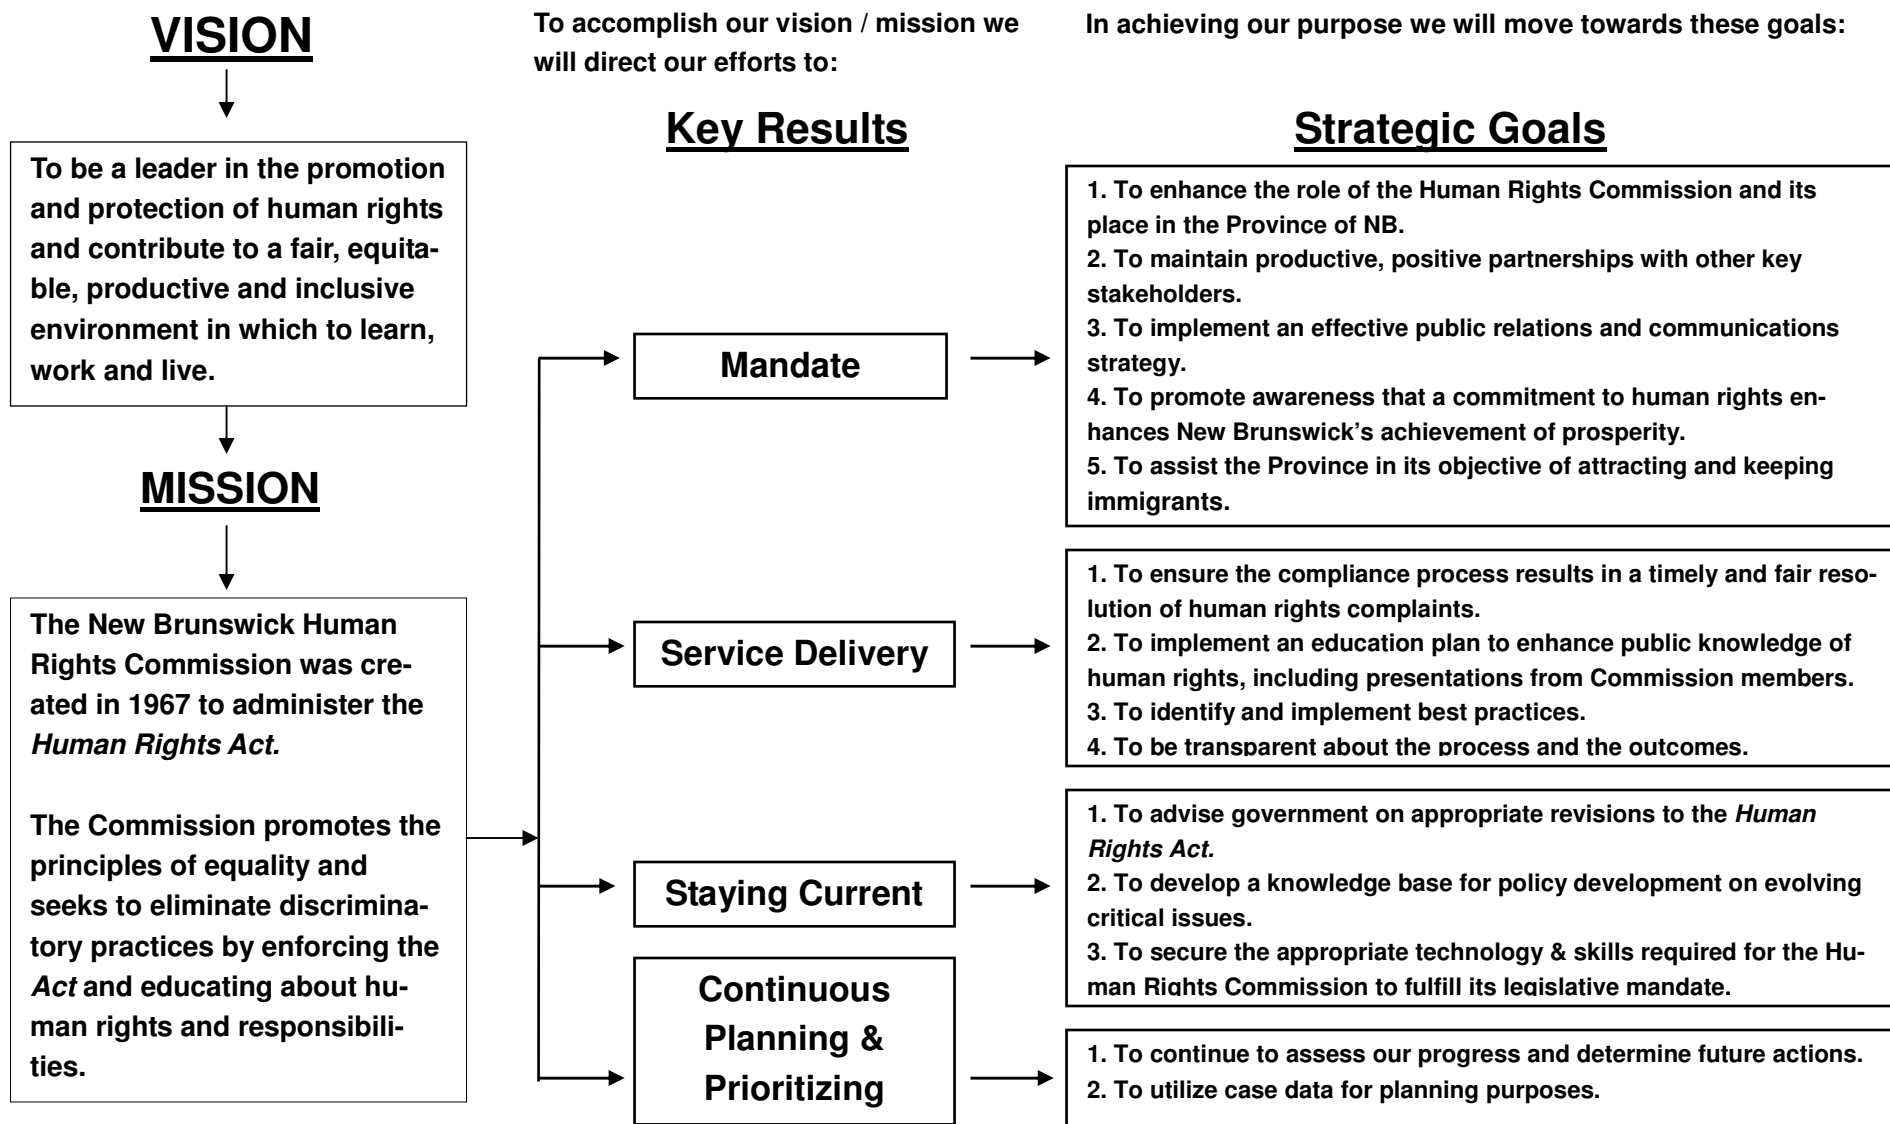 VISION
To be a leader in the promotion
and protection of human rights
and contribute to a fair, equita-
ble, productive and inclusive
environment in which to learn,
work and live.
MISSION
The New Brunswick Human
Rights Commission was cre-
ated in 1967 to administer the
Human Rights Act.
The Commission promotes the
principles of equality and
seeks to eliminate discrimina-
tory practices by enforcing the
Act and educating about hu-
man rights and responsibili-
ties.
To accomplish our vision / mission we
will direct our efforts to:
Key Results
Mandate
Service Delivery
Staying Current
Continuous
Planning &
Prioritizing
In achieving our purpose we will move towards these goals:
Strategic Goals
1. To enhance the role of the Human Rights Commission and its
place in the Province of NB.
2. To maintain productive, positive partnerships with other key
stakeholders.
3. To implement an effective public relations and communications
strategy.
4. To promote awareness that a commitment to human rights en-
hances New Brunswick's achievement of prosperity.
5. To assist the Province in its objective of attracting and keeping
immigrants.
1. To ensure the compliance process results in a timely and fair reso-
lution of human rights complaints.
2. To implement an education plan to enhance public knowledge of
human rights, including presentations from Commission members.
3. To identify and implement best practices.
4. To be transparent about the process and the outcomes.
1. To advise government on appropriate revisions to the Human
Rights Act.
2. To develop a knowledge base for policy development on evolving
critical issues.
3. To secure the appropriate technology & skills required for the Hu-
man Rights Commission to fulfill its legislative mandate.
1. To continue to assess our progress and determine future actions.
2. To utilize case data for planning purposes.